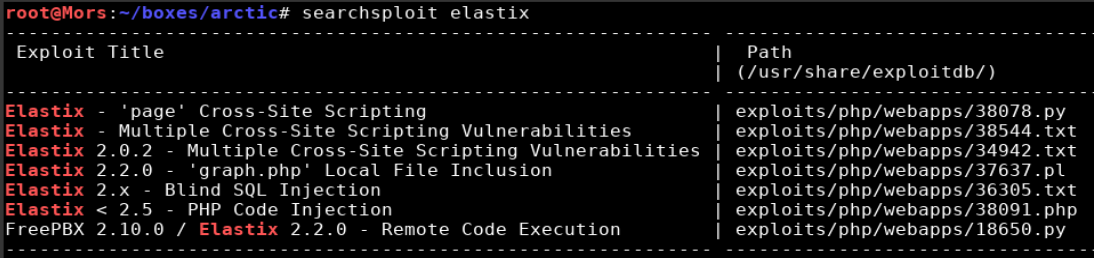 root@Mors:~/boxes/arctic# searchsploit elastix
--------------------------------------------------------------- ---------------------------------
 Exploit Title                                                 |  Path
                                                               | (/usr/share/exploitdb/)
--------------------------------------------------------------- ---------------------------------
Elastix - 'page' Cross-Site Scripting                          | exploits/php/webapps/38078.py
Elastix - Multiple Cross-Site Scripting Vulnerabilities        | exploits/php/webapps/38544.txt
Elastix 2.0.2 - Multiple Cross-Site Scripting Vulnerabilities  | exploits/php/webapps/34942.txt
Elastix 2.2.0 - 'graph.php' Local File Inclusion               | exploits/php/webapps/37637.pl
Elastix 2.x - Blind SQL Injection                              | exploits/php/webapps/36305.txt
Elastix < 2.5 - PHP Code Injection                             | exploits/php/webapps/38091.php
FreePBX 2.10.0 / Elastix 2.2.0 - Remote Code Execution         | exploits/php/webapps/18650.py
--------------------------------------------------------------- ---------------------------------